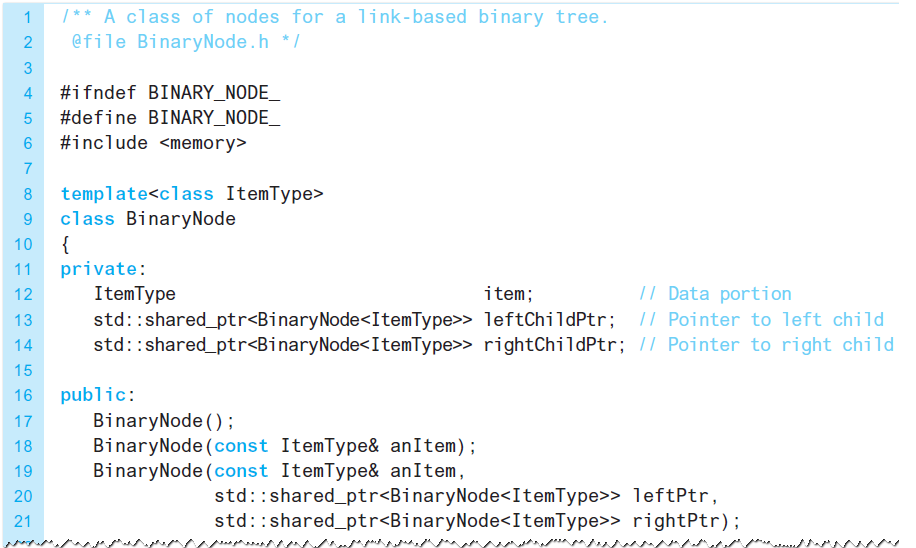 1 /** A class of nodes for a link-based binary tree.
2 @file BinaryNode.h */
3
4 #ifndef BINARY_NODE_
5 #define BINARY_NODE_
6 #include <memory>
7
8 template<class ItemType>
9 class BinaryNode
10 {
11 private:
12 ItemType item; // Data portion
13 std::shared_ptr<BinaryNode<ItemType>> leftChildPtr; // Pointer to left child
14 std::shared_ptr<BinaryNode<ItemType>> rightChildPtr; // Pointer to right child
15
16 public:
17 BinaryNode();
18 BinaryNode(const ItemType& anItem);
19 BinaryNode(const ItemType& anItem,
20 std::shared_ptr<BinaryNode<ItemType>> leftPtr,
21 std::shared_ptr<BinaryNode<ItemType>> rightPtr);